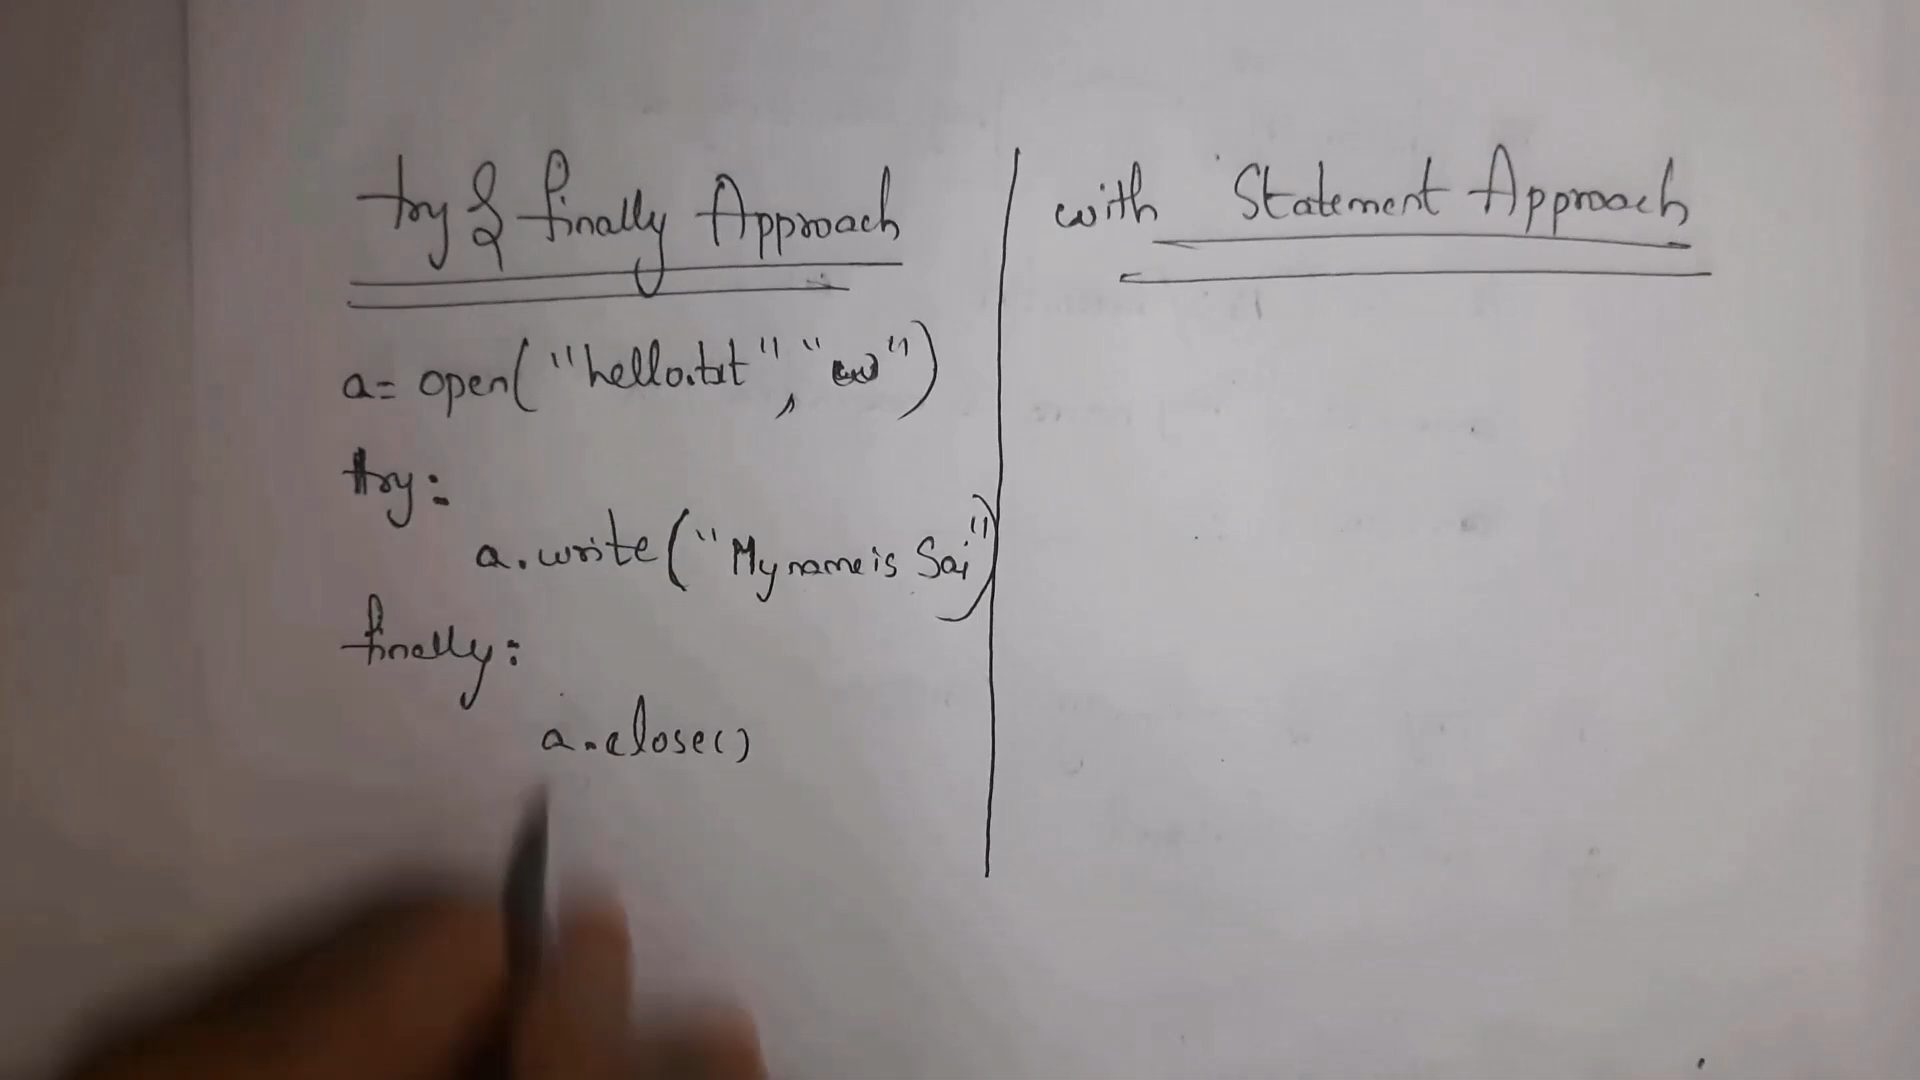 try & finally Approach
with Statement Approach
a= open("hello.txt", "w")
try:
a.write("My name is Sai")
finally:
a.close()